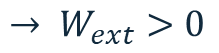 → W_ext > 0